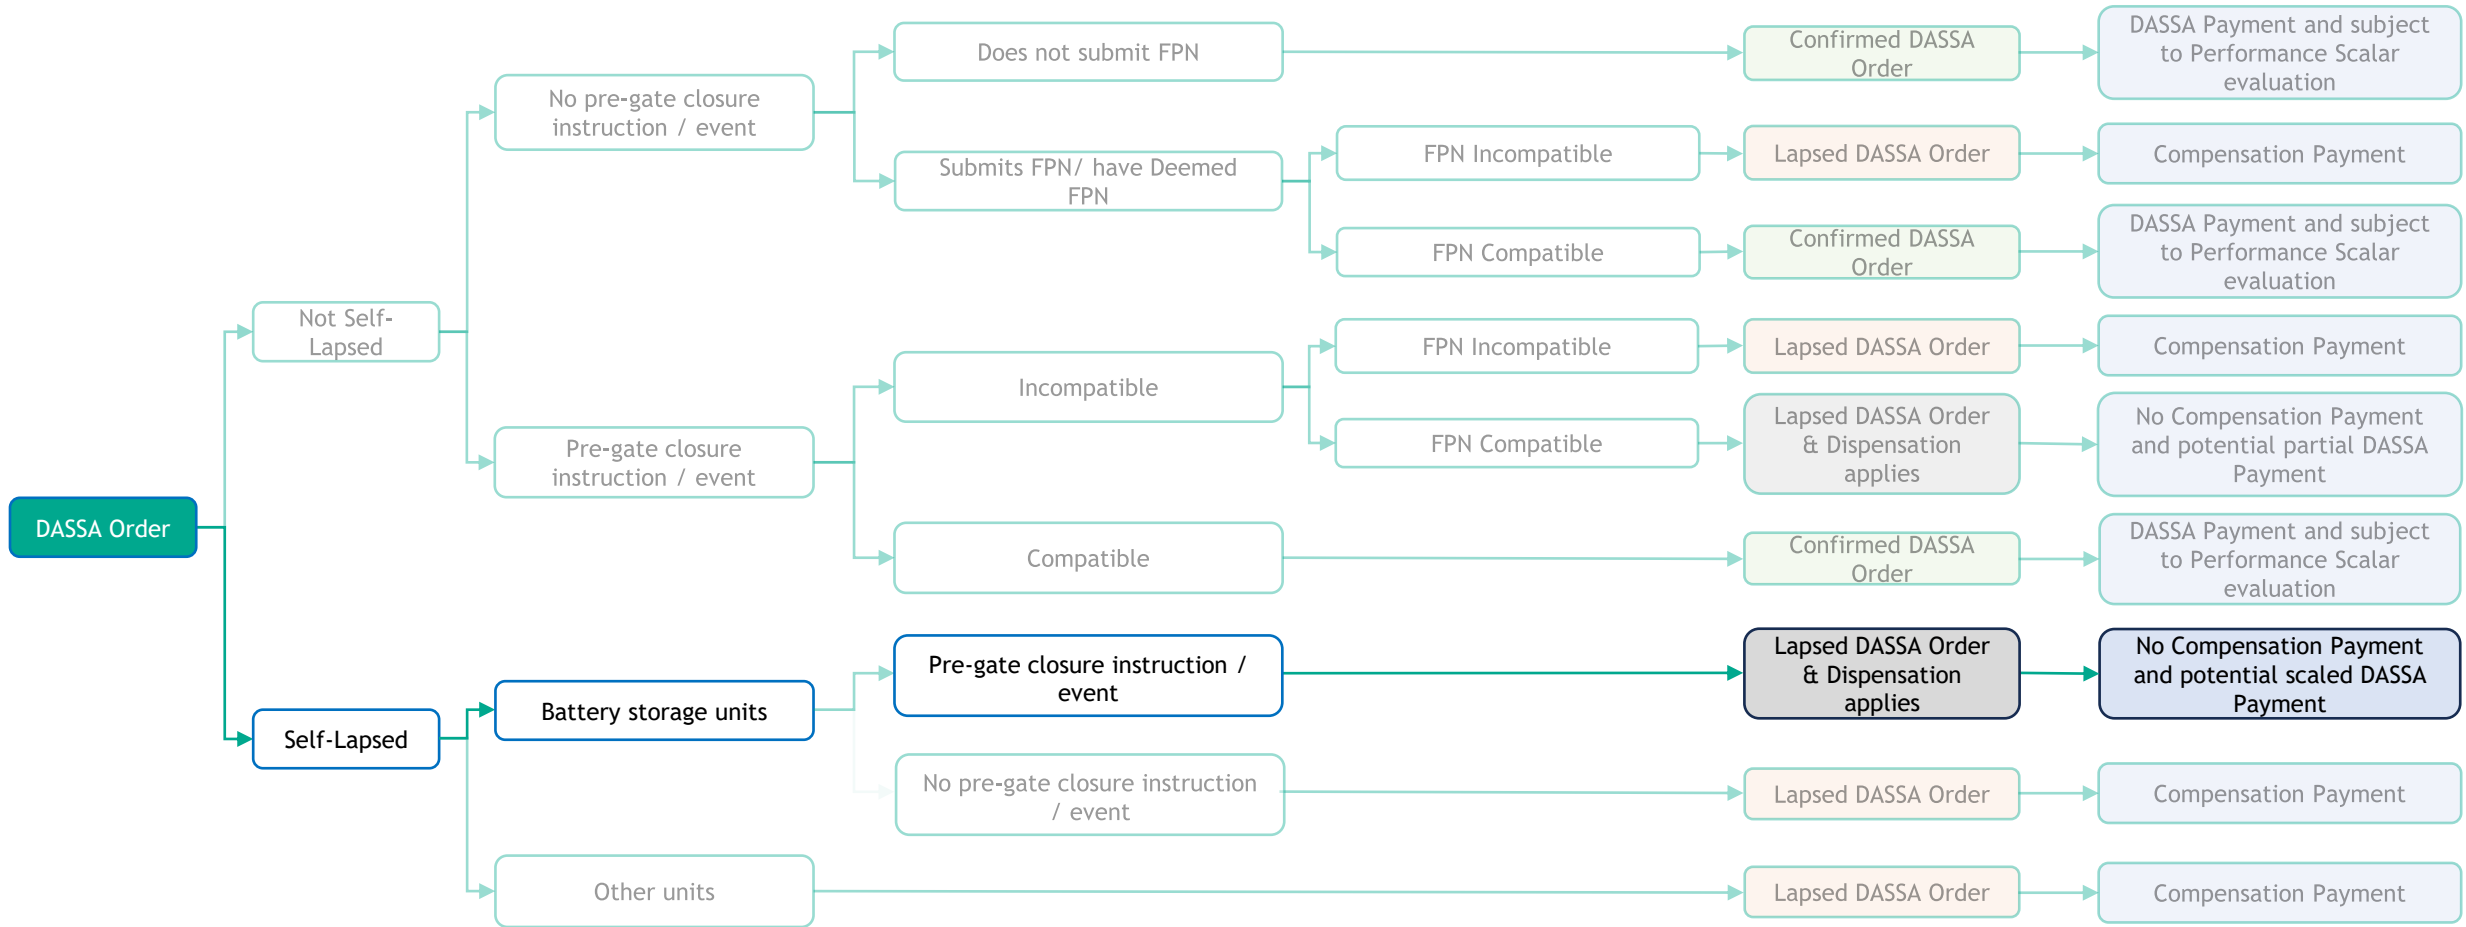 Does not submit FPN
Confirmed DASSA
Order
DASSA Payment and subject
to Performance Scalar
evaluation
No pre-gate closure
instruction / event
Submits FPN/ have Deemed
FPN
FPN Incompatible
Lapsed DASSA Order
Compensation Payment
FPN Compatible
Confirmed DASSA
Order
DASSA Payment and subject
to Performance Scalar
evaluation
Not Self-
Lapsed
FPN Incompatible
Lapsed DASSA Order
Compensation Payment
Incompatible
FPN Compatible
Lapsed DASSA Order
& Dispensation
applies
No Compensation Payment
and potential partial DASSA
Payment
Pre-gate closure
instruction / event
DASSA Order
Compatible
Confirmed DASSA
Order
DASSA Payment and subject
to Performance Scalar
evaluation
Pre-gate closure instruction /
event
Lapsed DASSA Order
& Dispensation
applies
No Compensation Payment
and potential scaled DASSA
Payment
Battery storage units
Self-Lapsed
No pre-gate closure instruction
/ event
Lapsed DASSA Order
Compensation Payment
Other units
Lapsed DASSA Order
Compensation Payment